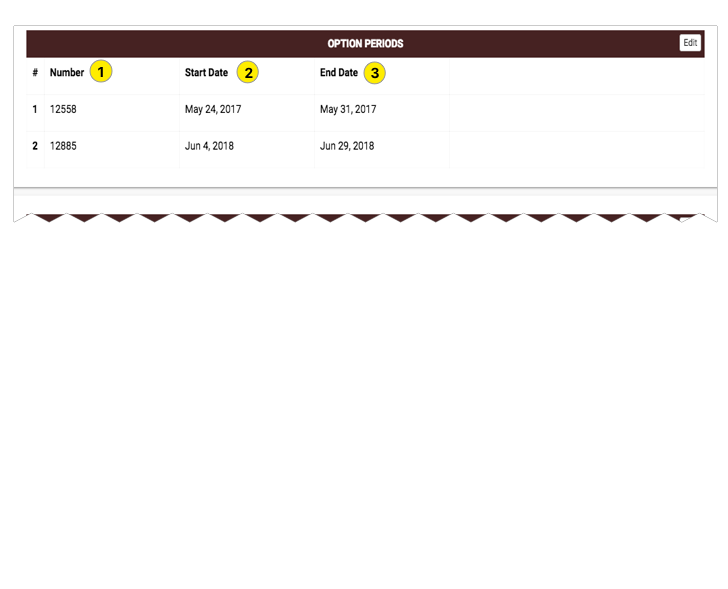 OPTION PERIODS Edit
# Number 1 Start Date 2 End Date 3
1 12558 May 24, 2017 May 31, 2017
2 12885 Jun 4, 2018 Jun 29, 2018